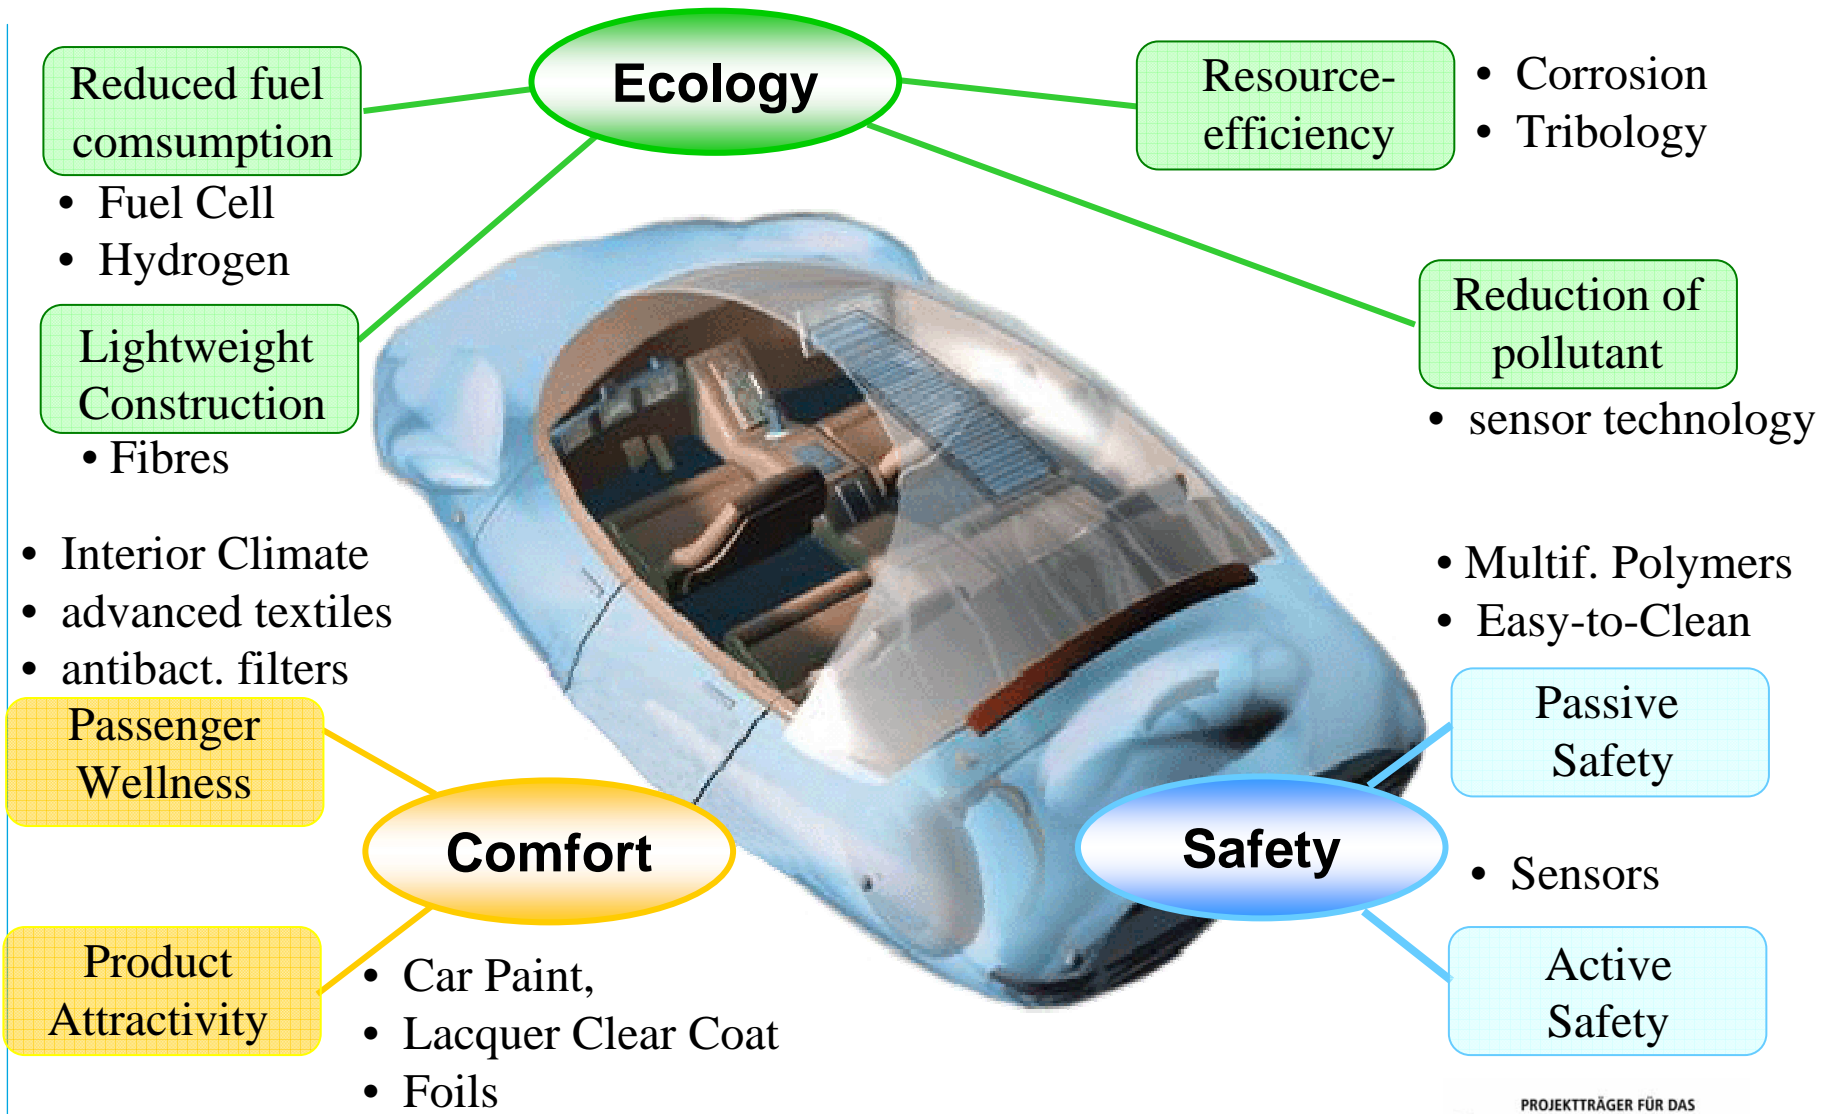 Ecology
Reduced fuel
comsumption
• Fuel Cell
• Hydrogen
Lightweight
Construction
• Fibres
Resource-
efficiency
• Corrosion
• Tribology
Reduction of
pollutant
• sensor technology
• Interior Climate
• advanced textiles
• antibact. filters
Passenger
Wellness
Comfort
Product
Attractivity
• Car Paint,
• Lacquer Clear Coat
• Foils
• Multif. Polymers
• Easy-to-Clean
Passive
Safety
Safety
• Sensors
Active
Safety
PROJEKTTRÄGER FÜR DAS